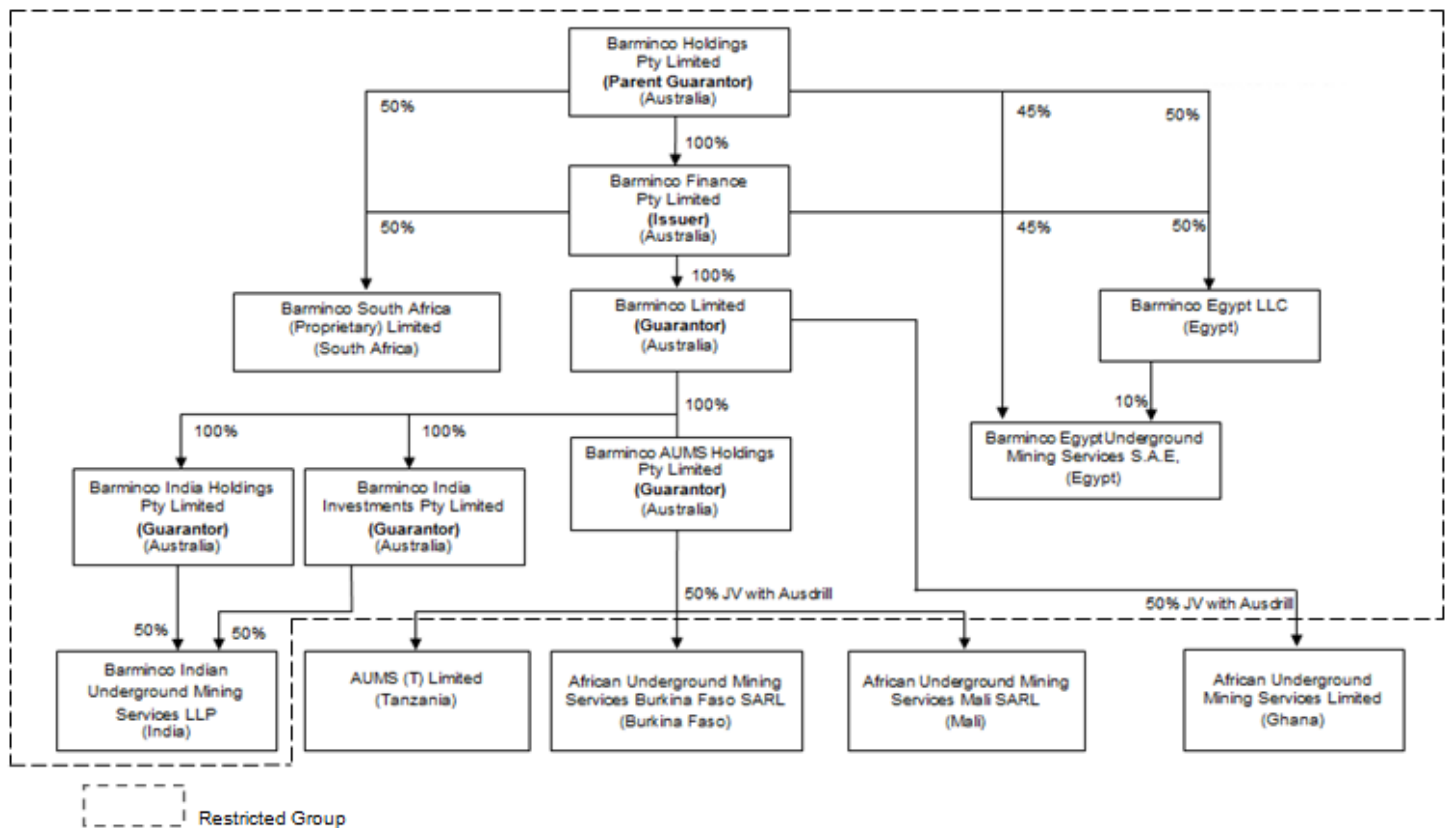 Barminco Holdings
Pty Limited
(Parent Guarantor)
(Australia)
50%
45%
50%
100%
Barminco Finance
Pty Limited
(Issuer)
(Australia)
50%
45%
50%
100%
Barminco South Africa
(Proprietary) Limited
(South Africa)
Barminco Limited
(Guarantor)
(Australia)
Barminco Egypt LLC
(Egypt)
100%
10%
100%
100%
Barminco Egypt Underground
Mining Services S.A.E,
(Egypt)
Barminco AUMS Holdings
Pty Limited
(Guarantor)
(Australia)
Barminco India Holdings
Pty Limited
(Guarantor)
(Australia)
Barminco India
Investments Pty Limited
(Guarantor)
(Australia)
50% JV with Ausdrill
50% JV with Ausdrill
50%
50%
Barminco Indian
Underground Mining
Services LLP
(India)
AUMS (T) Limited
(Tanzania)
African Underground Mining
Services Burkina Faso SARL
(Burkina Faso)
African Underground Mining
Services Mali SARL
(Mali)
African Underground
Mining Services Limited
(Ghana)
Restricted Group